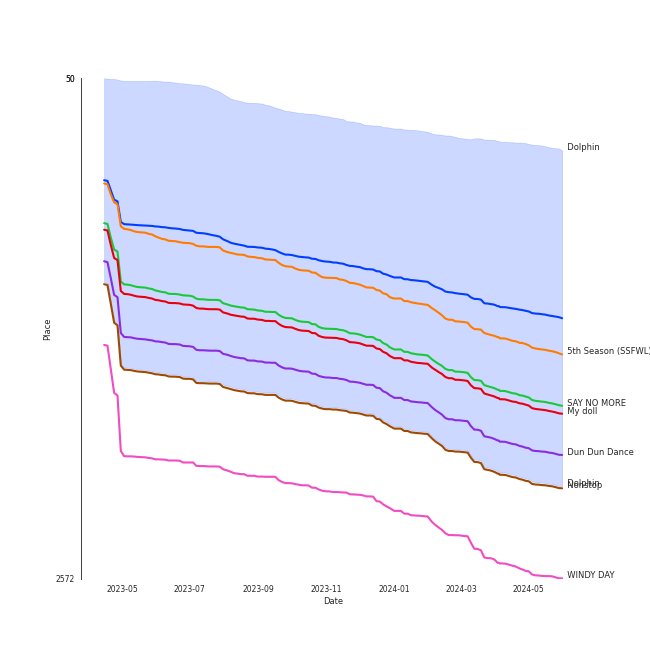 50
Dolphin
5th Season (SSFWL)
SAY NO MORE
My doll
Dun Dun Dance
Nonstop
WINDY DAY
2572
Place
2023-05 2023-07 2023-09 2023-11 2024-01 2024-03 2024-05
Date